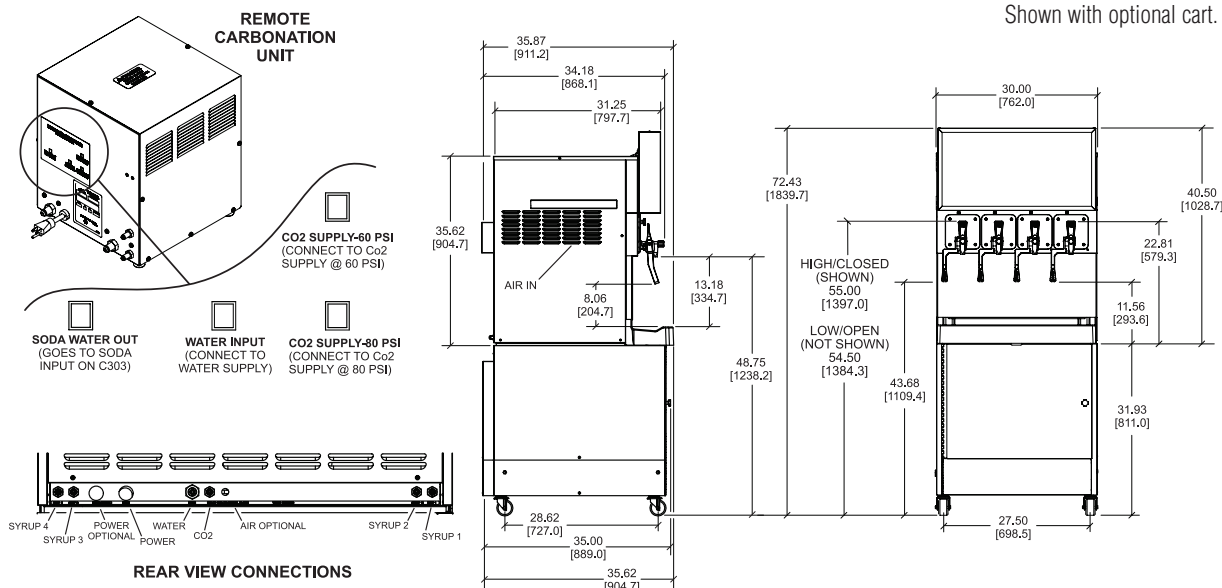 Shown with optional cart.
REMOTE
CARBONATION
UNIT
CO2 SUPPLY-60 PSI
(CONNECT TO Co2
SUPPLY @ 60 PSI)
SODA WATER OUT
(GOES TO SODA
INPUT ON C303)
WATER INPUT
(CONNECT TO
WATER SUPPLY)
CO2 SUPPLY-80 PSI
(CONNECT TO Co2
SUPPLY @ 80 PSI)
SYRUP 4
SYRUP 3
POWER
OPTIONAL
POWER
WATER
CO2
AIR OPTIONAL
SYRUP 2
SYRUP 1
REAR VIEW CONNECTIONS
35.87
[911.2]
34.18
[868.1]
31.25
[797.7]
35.62
[904.7]
AIR IN
8.06
[204.7]
13.18
[334.7]
48.75
[1238.2]
28.62
[727.0]
35.00
[889.0]
35.62
[904.7]
30.00
[762.0]
72.43
[1839.7]
40.50
[1028.7]
HIGH/CLOSED
(SHOWN)
55.00
[1397.0]
LOW/OPEN
(NOT SHOWN)
54.50
[1384.3]
22.81
[579.3]
11.56
[293.6]
43.68
[1109.4]
31.93
[811.0]
27.50
[698.5]